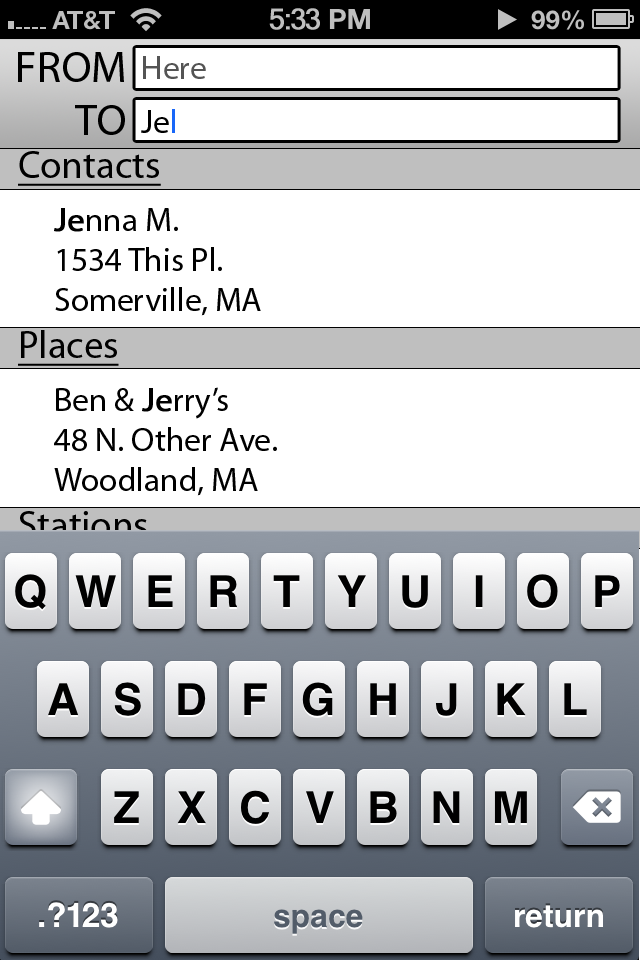 AT&T 5:33 PM 99%
FROM Here
TO Je
Contacts
Jenna M.
1534 This Pl.
Somerville, MA
Places
Ben & Jerry's
48 N. Other Ave.
Woodland, MA
Stations
Q W E R T Y U I O P
A S D F G H J K L
Z X C V B N M
.?123 space return